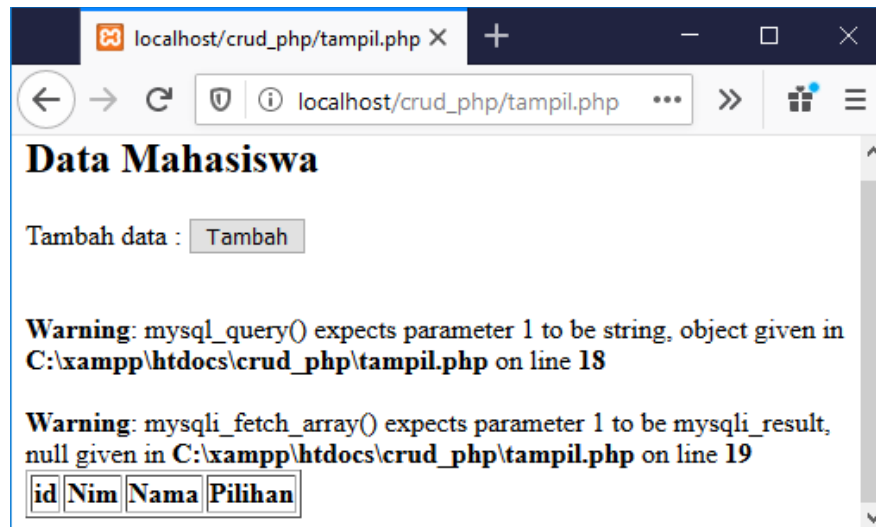 localhost/crud_php/tampil.php
localhost/crud_php/tampil.php
Data Mahasiswa
Tambah data : Tambah
Warning: mysql_query() expects parameter 1 to be string, object given in
C:\xampp\htdocs\crud_php\tampil.php on line 18
Warning: mysqli_fetch_array() expects parameter 1 to be mysqli_result,
null given in C:\xampp\htdocs\crud_php\tampil.php on line 19
id Nim Nama Pilihan